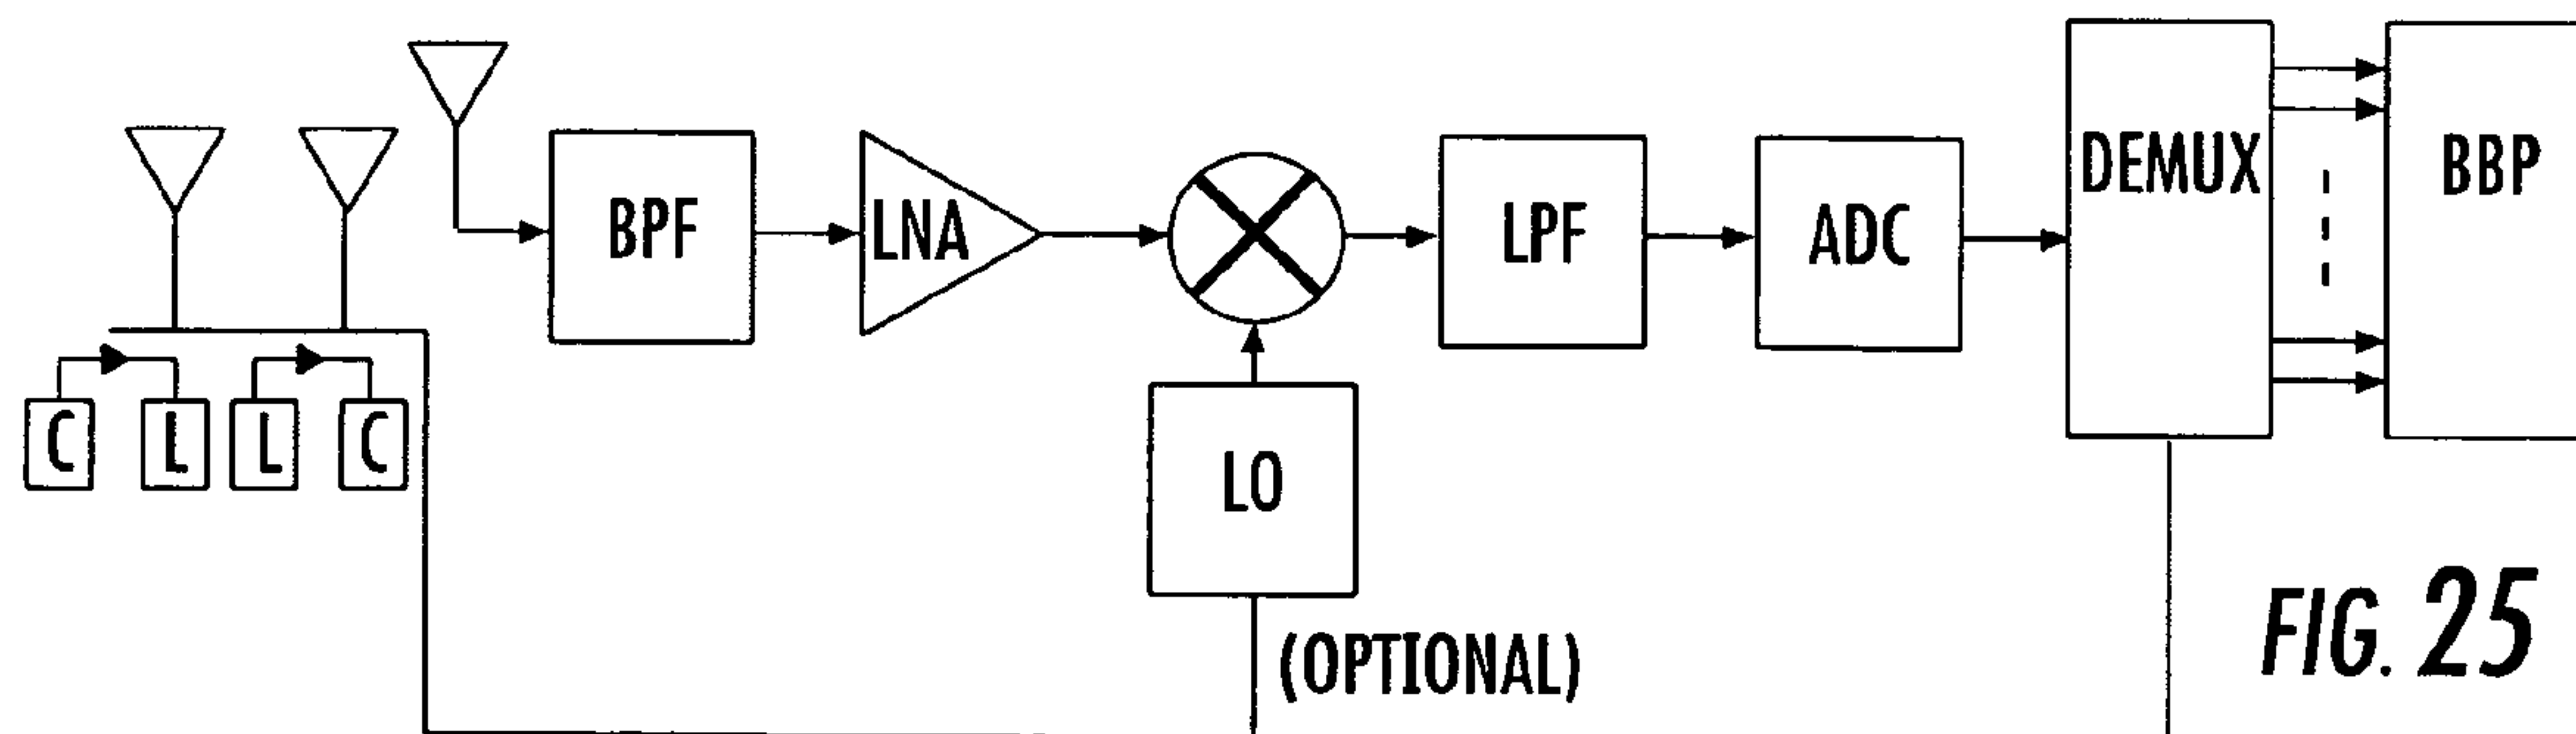 BPF
LNA
LPF
ADC
DEMUX
BBP
C
L
L
C
LO
(OPTIONAL)
FIG. 25